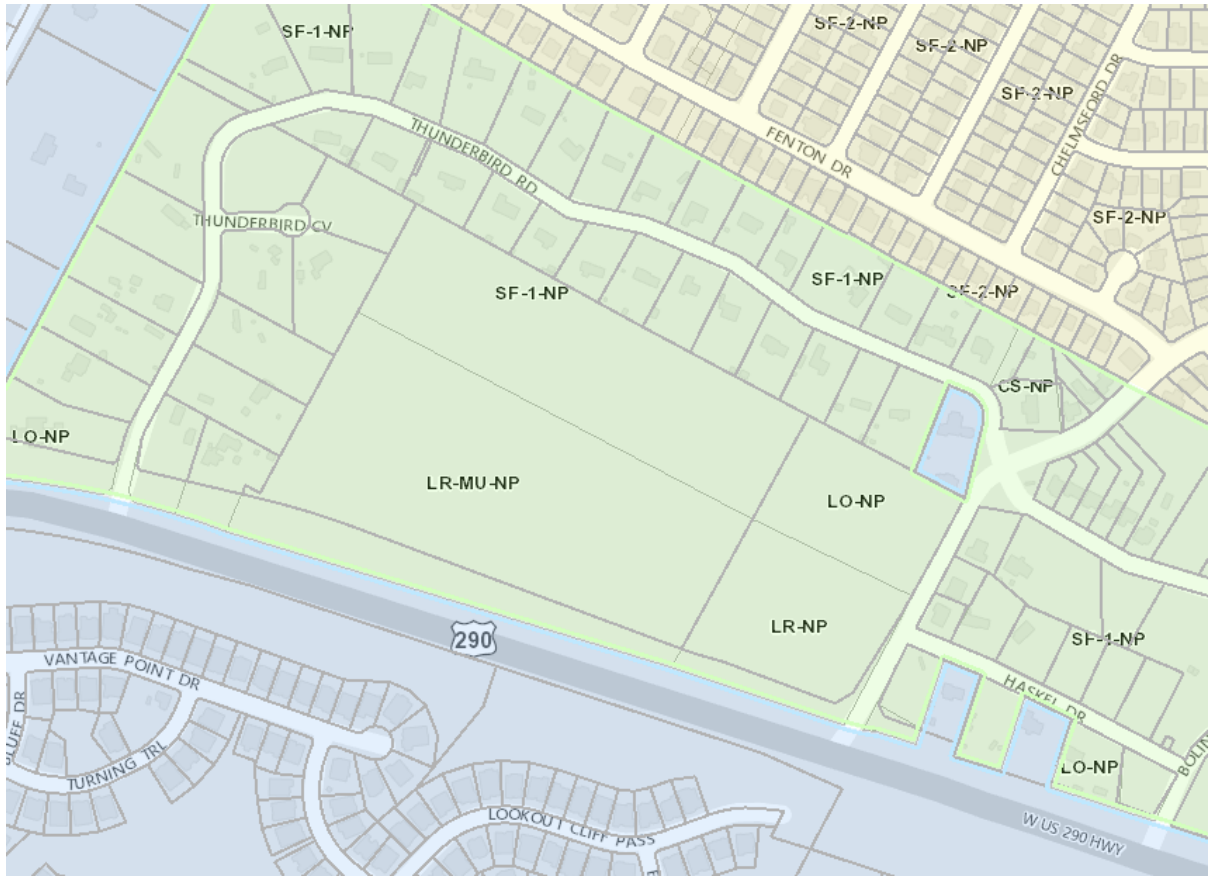 SF-1-NP
SF-2-NP
SF-2-NP
SF-2-NP
CHELMSFORD DR
THUNDERBIRD RD
FENTON DR
THUNDERBIRD CV
SF-2-NP
SF-1-NP
SF-1-NP
SF-2-NP
CS-NP
LO-NP
LR-MU-NP
LO-NP
LR-NP
290
SF-1-NP
VANTAGE POINT DR
HASKEL DR
BLUFF DR
TURNING TRL
LO-NP
BOLIN
LOOKOUT CLIFF PASS
W US 290 HWY